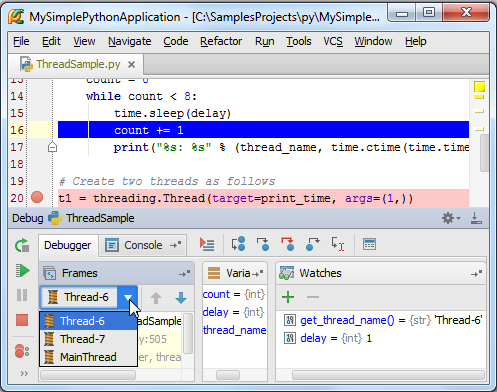 MySimplePythonApplication - [C:\SamplesProjects\py\MySimple...
File Edit View Navigate Code Refactor Run Tools VCS Window Help
ThreadSample.py
13 count = 0
14 while count < 8:
15 time.sleep(delay)
16 count += 1
17 print("%s: %s" % (thread_name, time.ctime(time.time
18
19 # Create two threads as follows
20 t1 = threading.Thread(target=print_time, args=(1,))
Debug ThreadSample
Debugger Console
Frames Varia Watches
Thread-6
count = {int}
delay = {int}
thread_name
get_thread_name() = {str} 'Thread-6'
delay = {int} 1
Thread-6 eadSample
Thread-7 y:505
MainThread er, threa